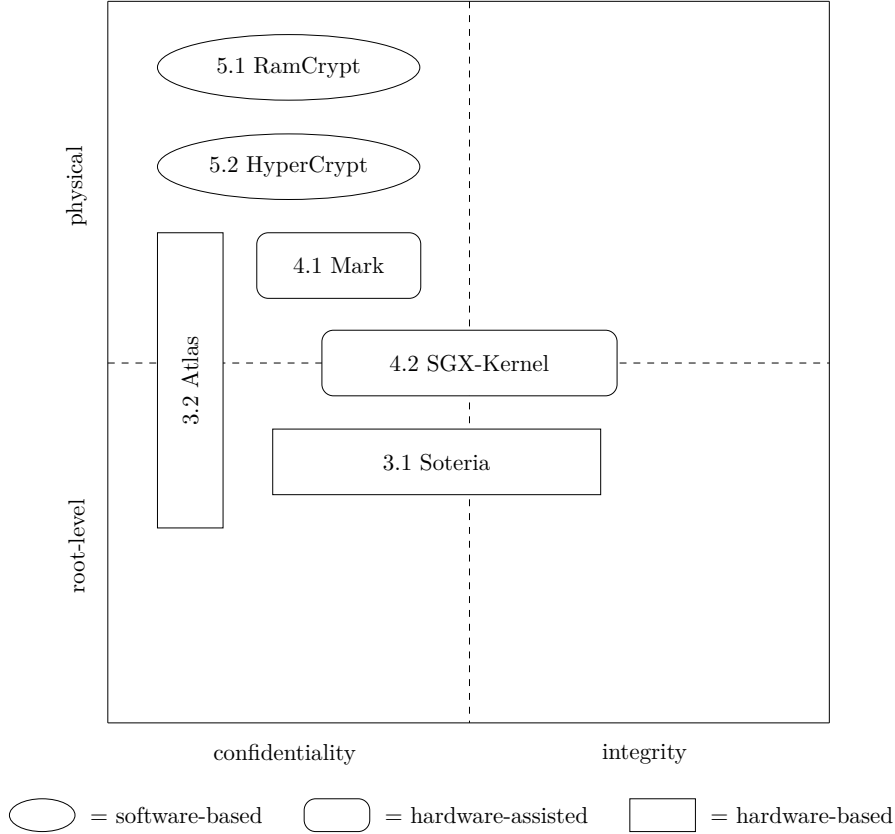 5.1 RamCrypt
5.2 HyperCrypt
physical
4.1 Mark
3.2 Atlas
4.2 SGX-Kernel
3.1 Soteria
root-level
confidentiality
integrity
= software-based
= hardware-assisted
= hardware-based